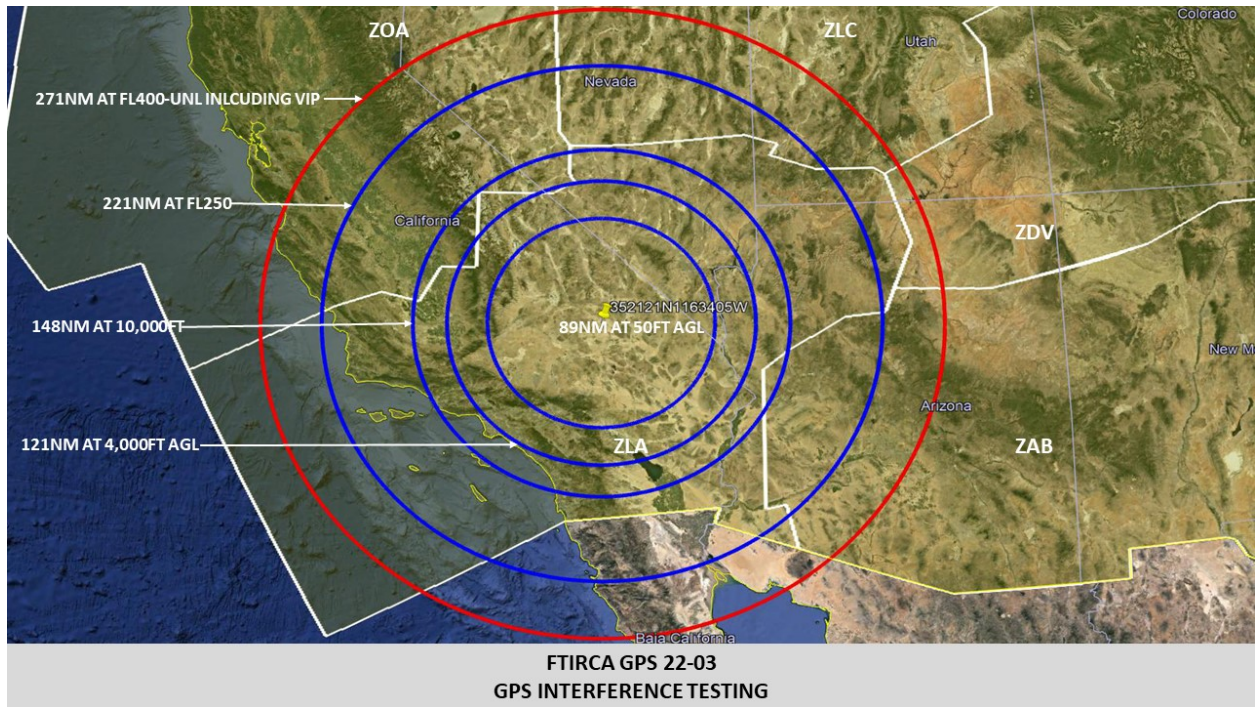 Colorado
ZOA
ZLC
Utah
Nevada
271NM AT FL400-UNL INLCUDING VIP
221NM AT FL250
California
ZDV
352121N1163405W
148NM AT 10,000FT
89NM AT 50FT AGL
New M
Arizona
121NM AT 4,000FT AGL
ZLA
ZAB
Baja California
FTIRCA GPS 22-03
GPS INTERFERENCE TESTING